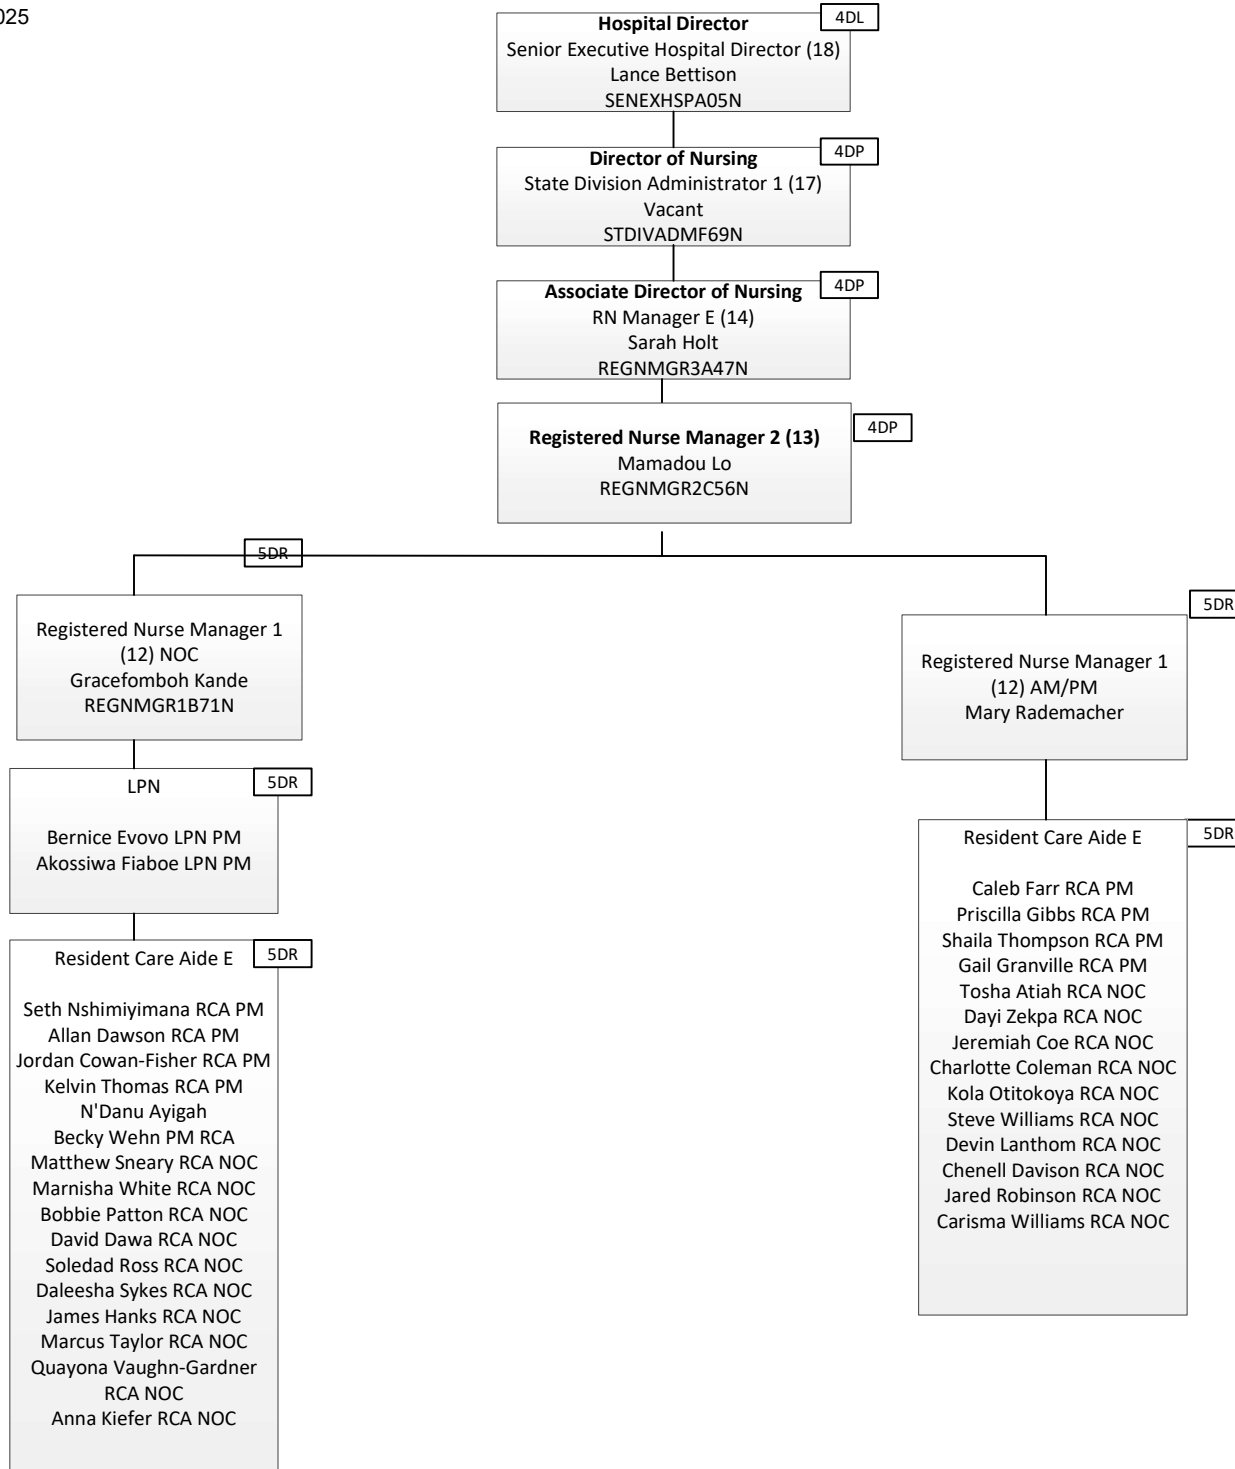 025
4DL
Hospital Director
Senior Executive Hospital Director (18)
Lance Bettison
SENEXHSPA05N
4DP
Director of Nursing
State Division Administrator 1 (17)
Vacant
STDIVADMF69N
4DP
Associate Director of Nursing
RN Manager E (14)
Sarah Holt
REGNMGR3A47N
4DP
Registered Nurse Manager 2 (13)
Mamadou Lo
REGNMGR2C56N
5DR
Registered Nurse Manager 1
(12) NOC
Gracefomboh Kande
REGNMGR1B71N
5DR
Registered Nurse Manager 1
(12) AM/PM
Mary Rademacher
5DR
LPN
Bernice Evovo LPN PM
Akossiwa Fiaboe LPN PM
5DR
Resident Care Aide E
Seth Nshimiyimana RCA PM
Allan Dawson RCA PM
Jordan Cowan-Fisher RCA PM
Kelvin Thomas RCA PM
N'Danu Ayigah
Becky Wehn PM RCA
Matthew Sneary RCA NOC
Marnisha White RCA NOC
Bobbie Patton RCA NOC
David Dawa RCA NOC
Soledad Ross RCA NOC
Daleesha Sykes RCA NOC
James Hanks RCA NOC
Marcus Taylor RCA NOC
Quayona Vaughn-Gardner
RCA NOC
Anna Kiefer RCA NOC
5DR
Resident Care Aide E
Caleb Farr RCA PM
Priscilla Gibbs RCA PM
Shaila Thompson RCA PM
Gail Granville RCA PM
Tosha Atiah RCA NOC
Dayi Zekpa RCA NOC
Jeremiah Coe RCA NOC
Charlotte Coleman RCA NOC
Kola Otitokoya RCA NOC
Steve Williams RCA NOC
Devin Lanthom RCA NOC
Chenell Davison RCA NOC
Jared Robinson RCA NOC
Carisma Williams RCA NOC